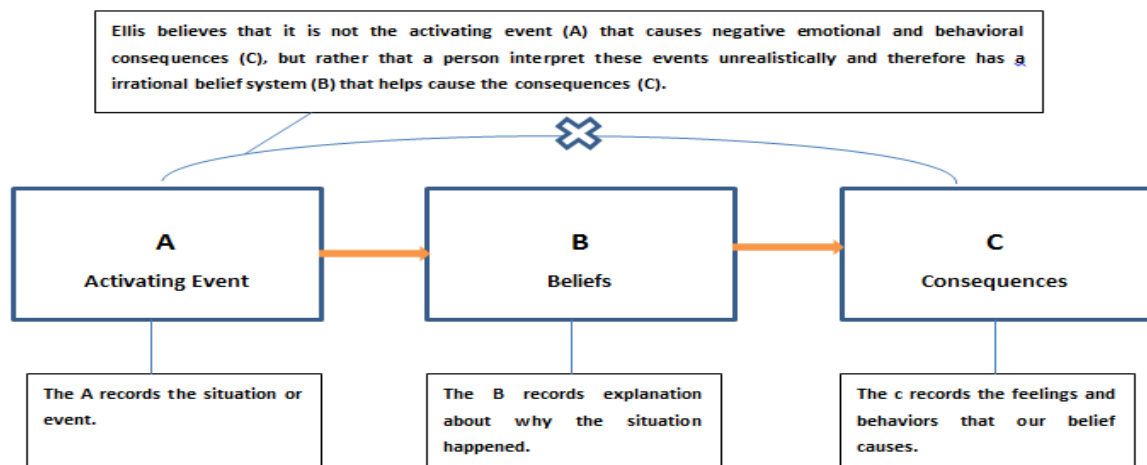 Ellis believes that it is not the activating event (A) that causes negative emotional and behavioral
consequences (C), but rather that a person interpret these events unrealistically and therefore has a
irrational belief system (B) that helps cause the consequences (C).
A
Activating Event
B
Beliefs
C
Consequences
The A records the situation or
event.
The B records explanation
about why the situation
happened.
The c records the feelings and
behaviors that our belief
causes.